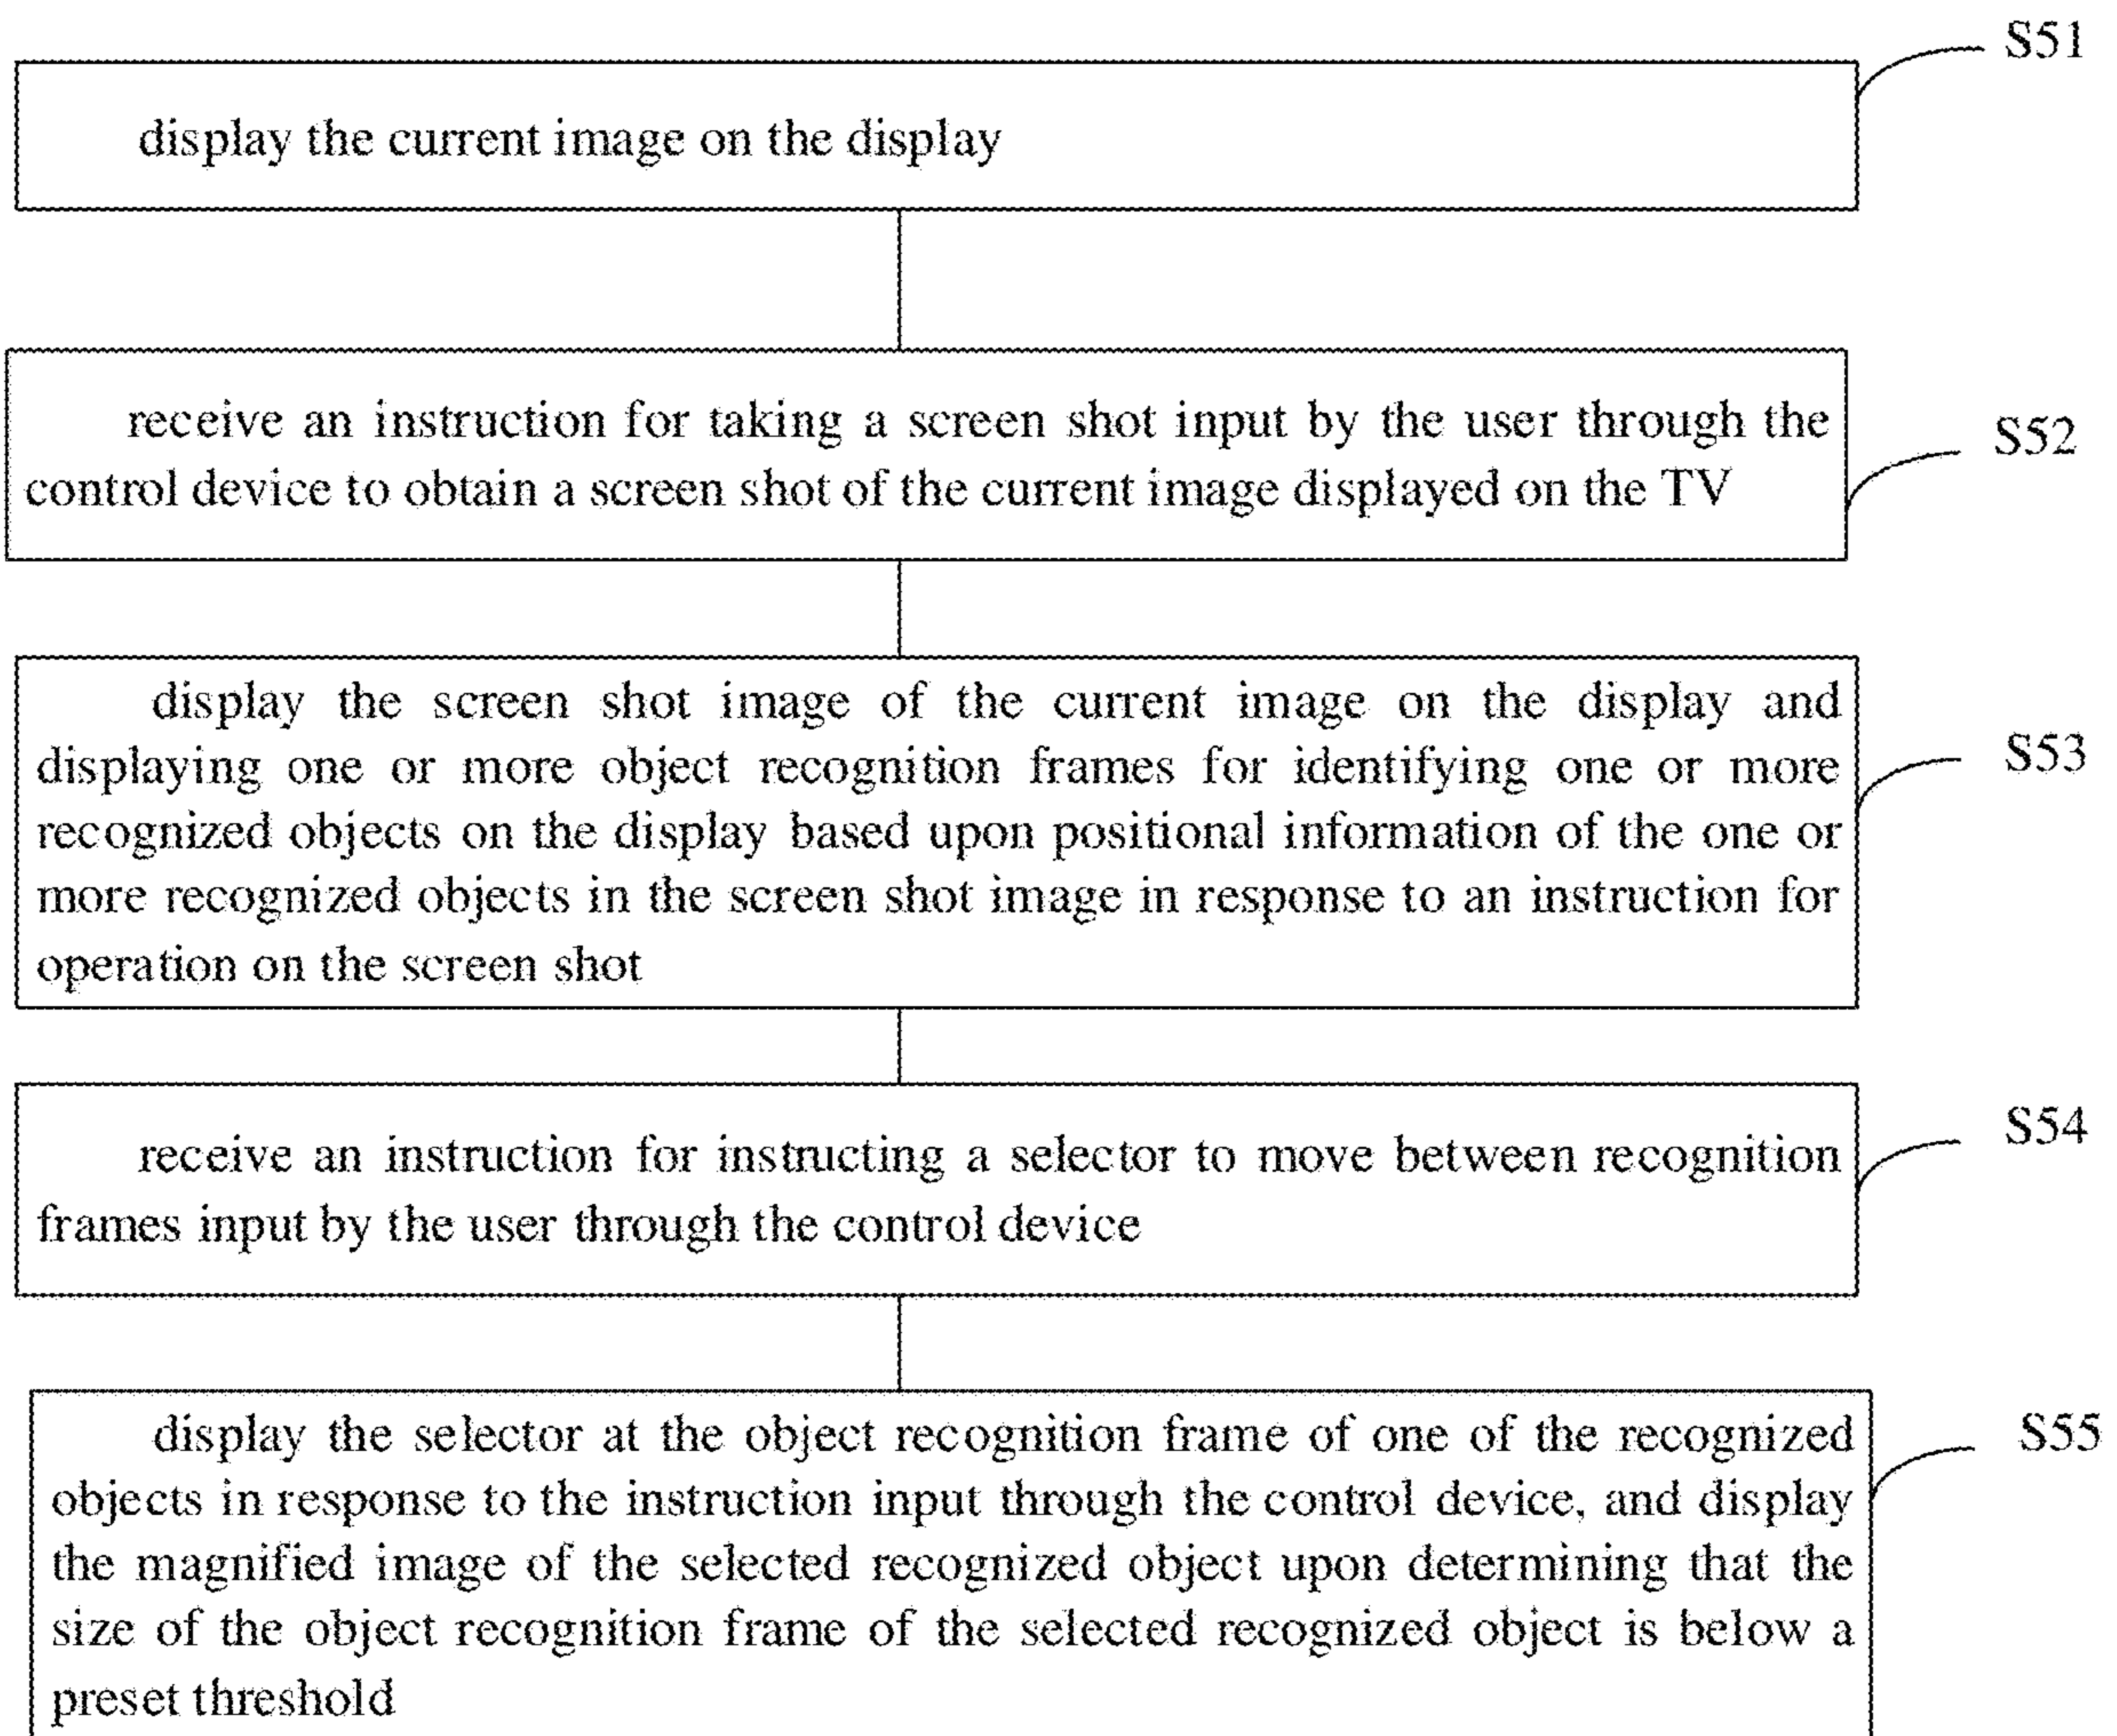 S51
display the current image on the display
receive an instruction for taking a screen shot input by the user through the
control device to obtain a screen shot of the current image displayed on the TV
S52
display the screen shot image of the current image on the display and
displaying one or more object recognition frames for identifying one or more
recognized objects on the display based upon positional information of the one or
more recognized objects in the screen shot image in response to an instruction for
operation on the screen shot
S53
receive an instruction for instructing a selector to move between recognition
frames input by the user through the control device
S54
display the selector at the object recognition frame of one of the recognized
objects in response to the instruction input through the control device, and display
the magnified image of the selected recognized object upon determining that the
size of the object recognition frame of the selected recognized object is below a
preset threshold
S55